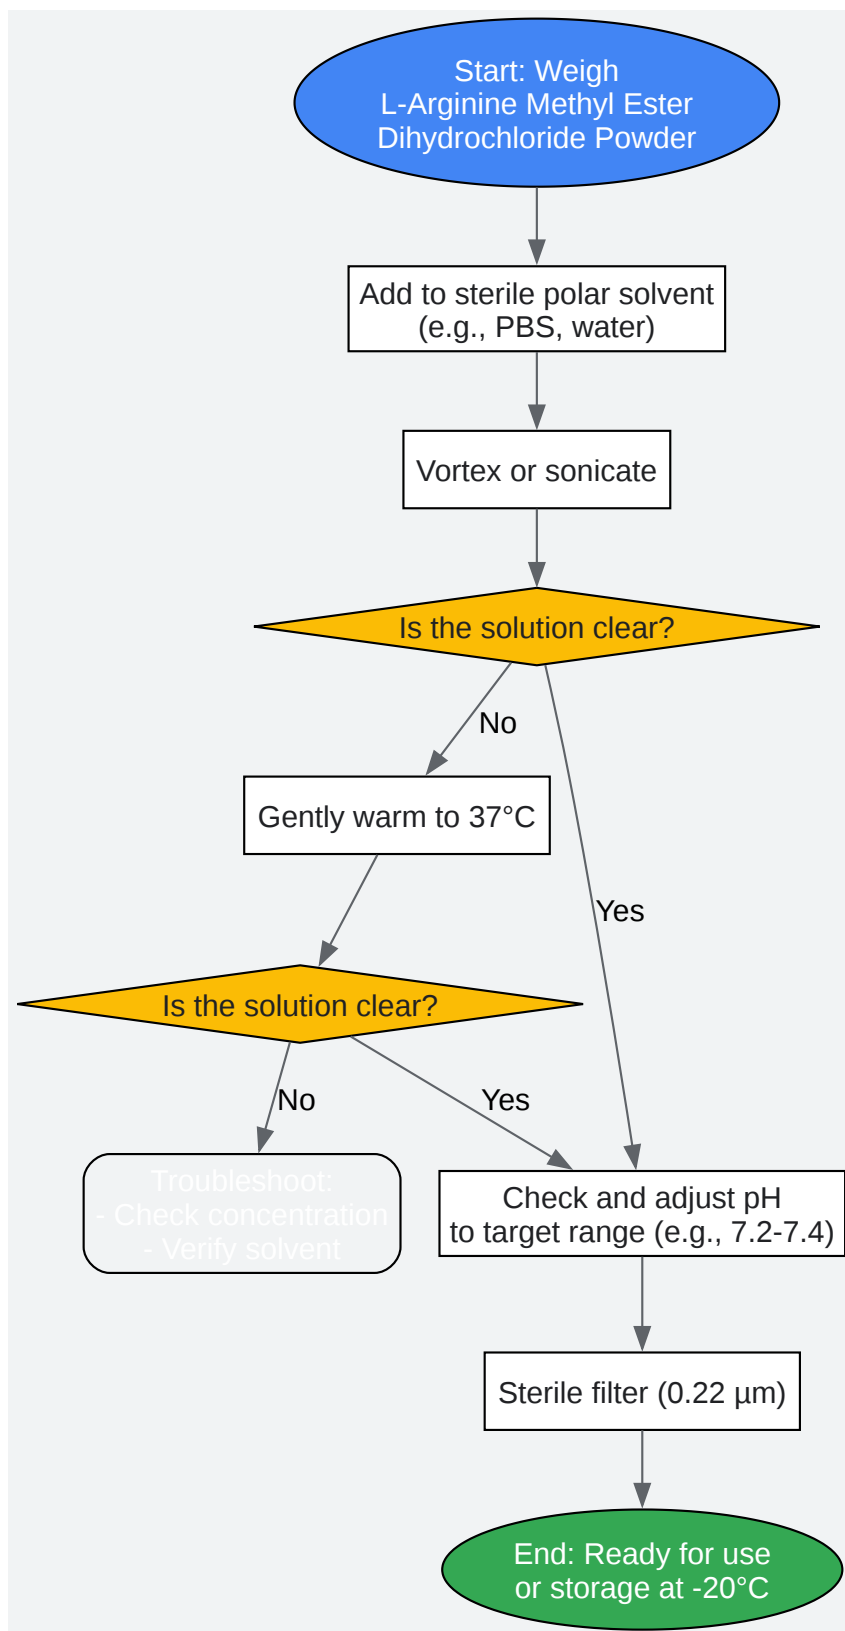 Start: Weigh
L-Arginine Methyl Ester
Dihydrochloride Powder
Add to sterile polar solvent
(e.g., PBS, water)
Vortex or sonicate
Is the solution clear?
No
Gently warm to 37°C
Yes
Is the solution clear?
No
Yes
Troubleshoot:
- Check concentration
- Verify solvent
Check and adjust pH
to target range (e.g., 7.2-7.4)
Sterile filter (0.22 µm)
End: Ready for use
or storage at -20°C